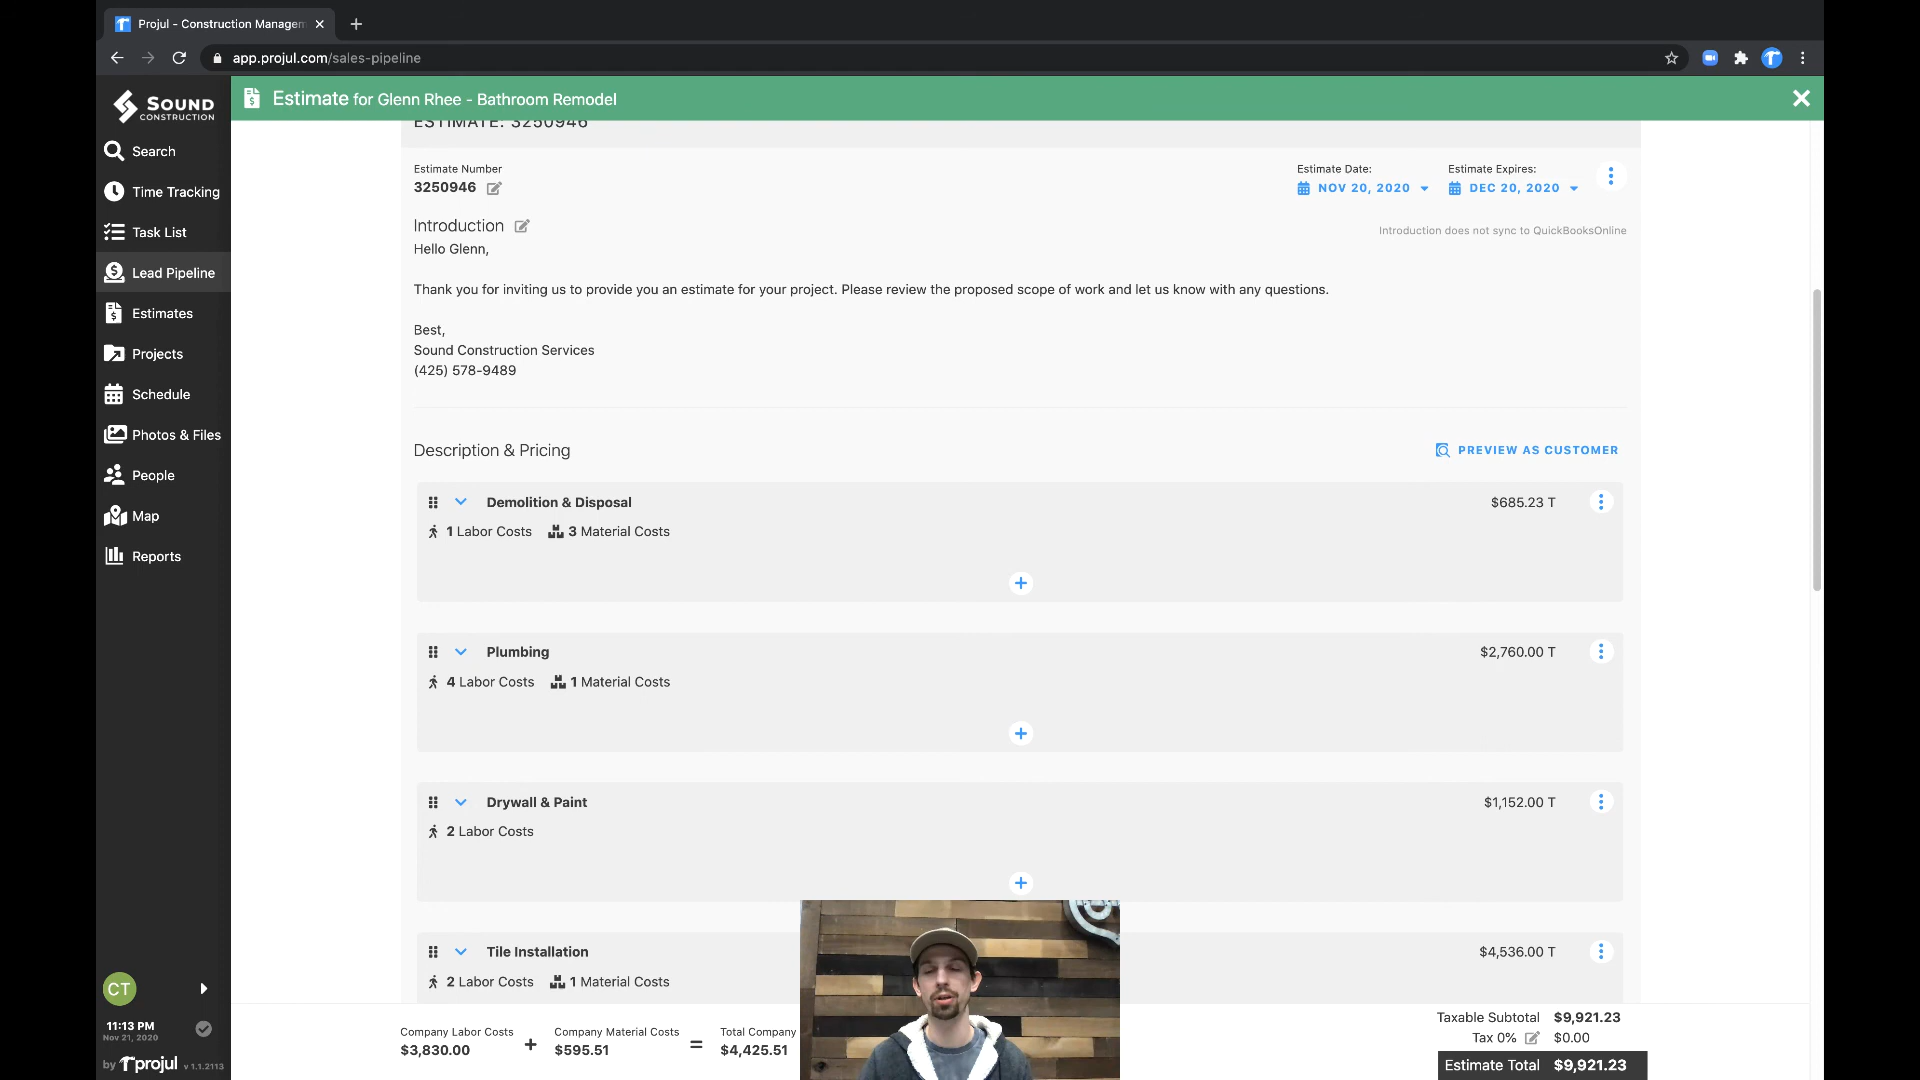 Projul - Construction Managem
app.projul.com/sales-pipeline
SOUND
CONSTRUCTION
Estimate for Glenn Rhee - Bathroom Remodel
Search
Time Tracking
Task List
Lead Pipeline
Estimates
Projects
Schedule
Photos & Files
People
Map
Reports
CT
11:13 PM
Nov 21, 2020
by projul v 1.1.2113
ESTIMATE: 3250946
Estimate Number
3250946
Estimate Date:
NOV 20, 2020
Estimate Expires:
DEC 20, 2020
Introduction
Introduction does not sync to QuickBooksOnline
Hello Glenn,
Thank you for inviting us to provide you an estimate for your project. Please review the proposed scope of work and let us know with any questions.
Best,
Sound Construction Services
(425) 578-9489
Description & Pricing
PREVIEW AS CUSTOMER
Demolition & Disposal $685.23 T
1 Labor Costs 3 Material Costs
Plumbing $2,760.00 T
4 Labor Costs 1 Material Costs
Drywall & Paint $1,152.00 T
2 Labor Costs
Tile Installation $4,536.00 T
2 Labor Costs 1 Material Costs
Company Labor Costs
$3,830.00
+
Company Material Costs
$595.51
=
Total Company
$4,425.51
Taxable Subtotal $9,921.23
Tax 0% $0.00
Estimate Total $9,921.23